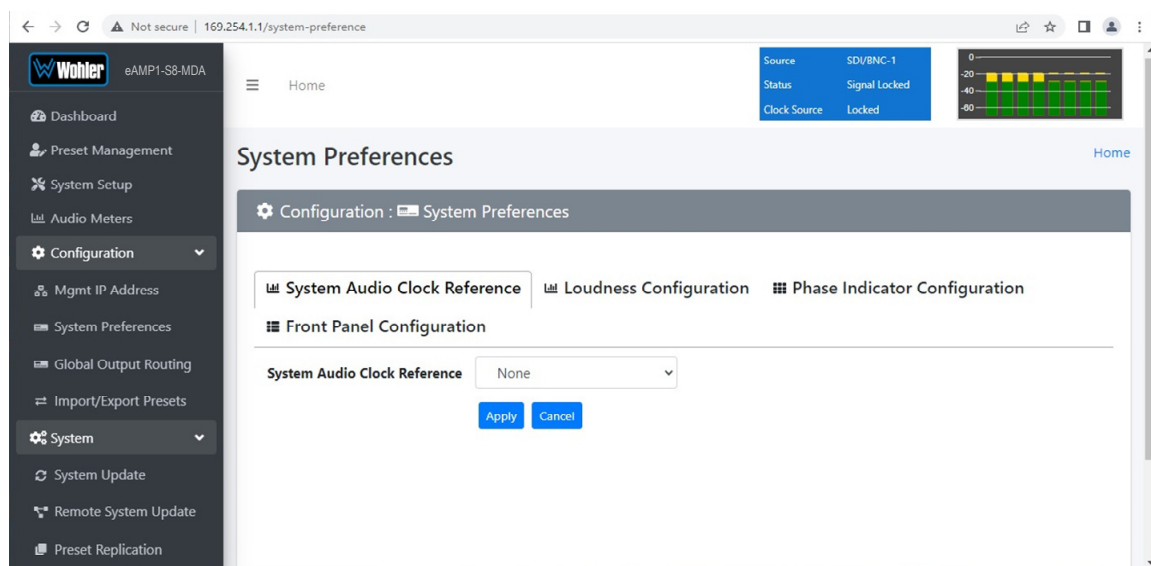 Not secure | 169.254.1.1/system-preference
Wohler eAMP1-S8-MDA
Dashboard
Preset Management
System Setup
Audio Meters
Configuration
Mgmt IP Address
System Preferences
Global Output Routing
Import/Export Presets
System
System Update
Remote System Update
Preset Replication
Home
Source SDI/BNC-1
Status Signal Locked
Clock Source Locked
0
-20
-40
-60
System Preferences
Home
Configuration : System Preferences
System Audio Clock Reference
Loudness Configuration
Phase Indicator Configuration
Front Panel Configuration
System Audio Clock Reference None
Apply Cancel